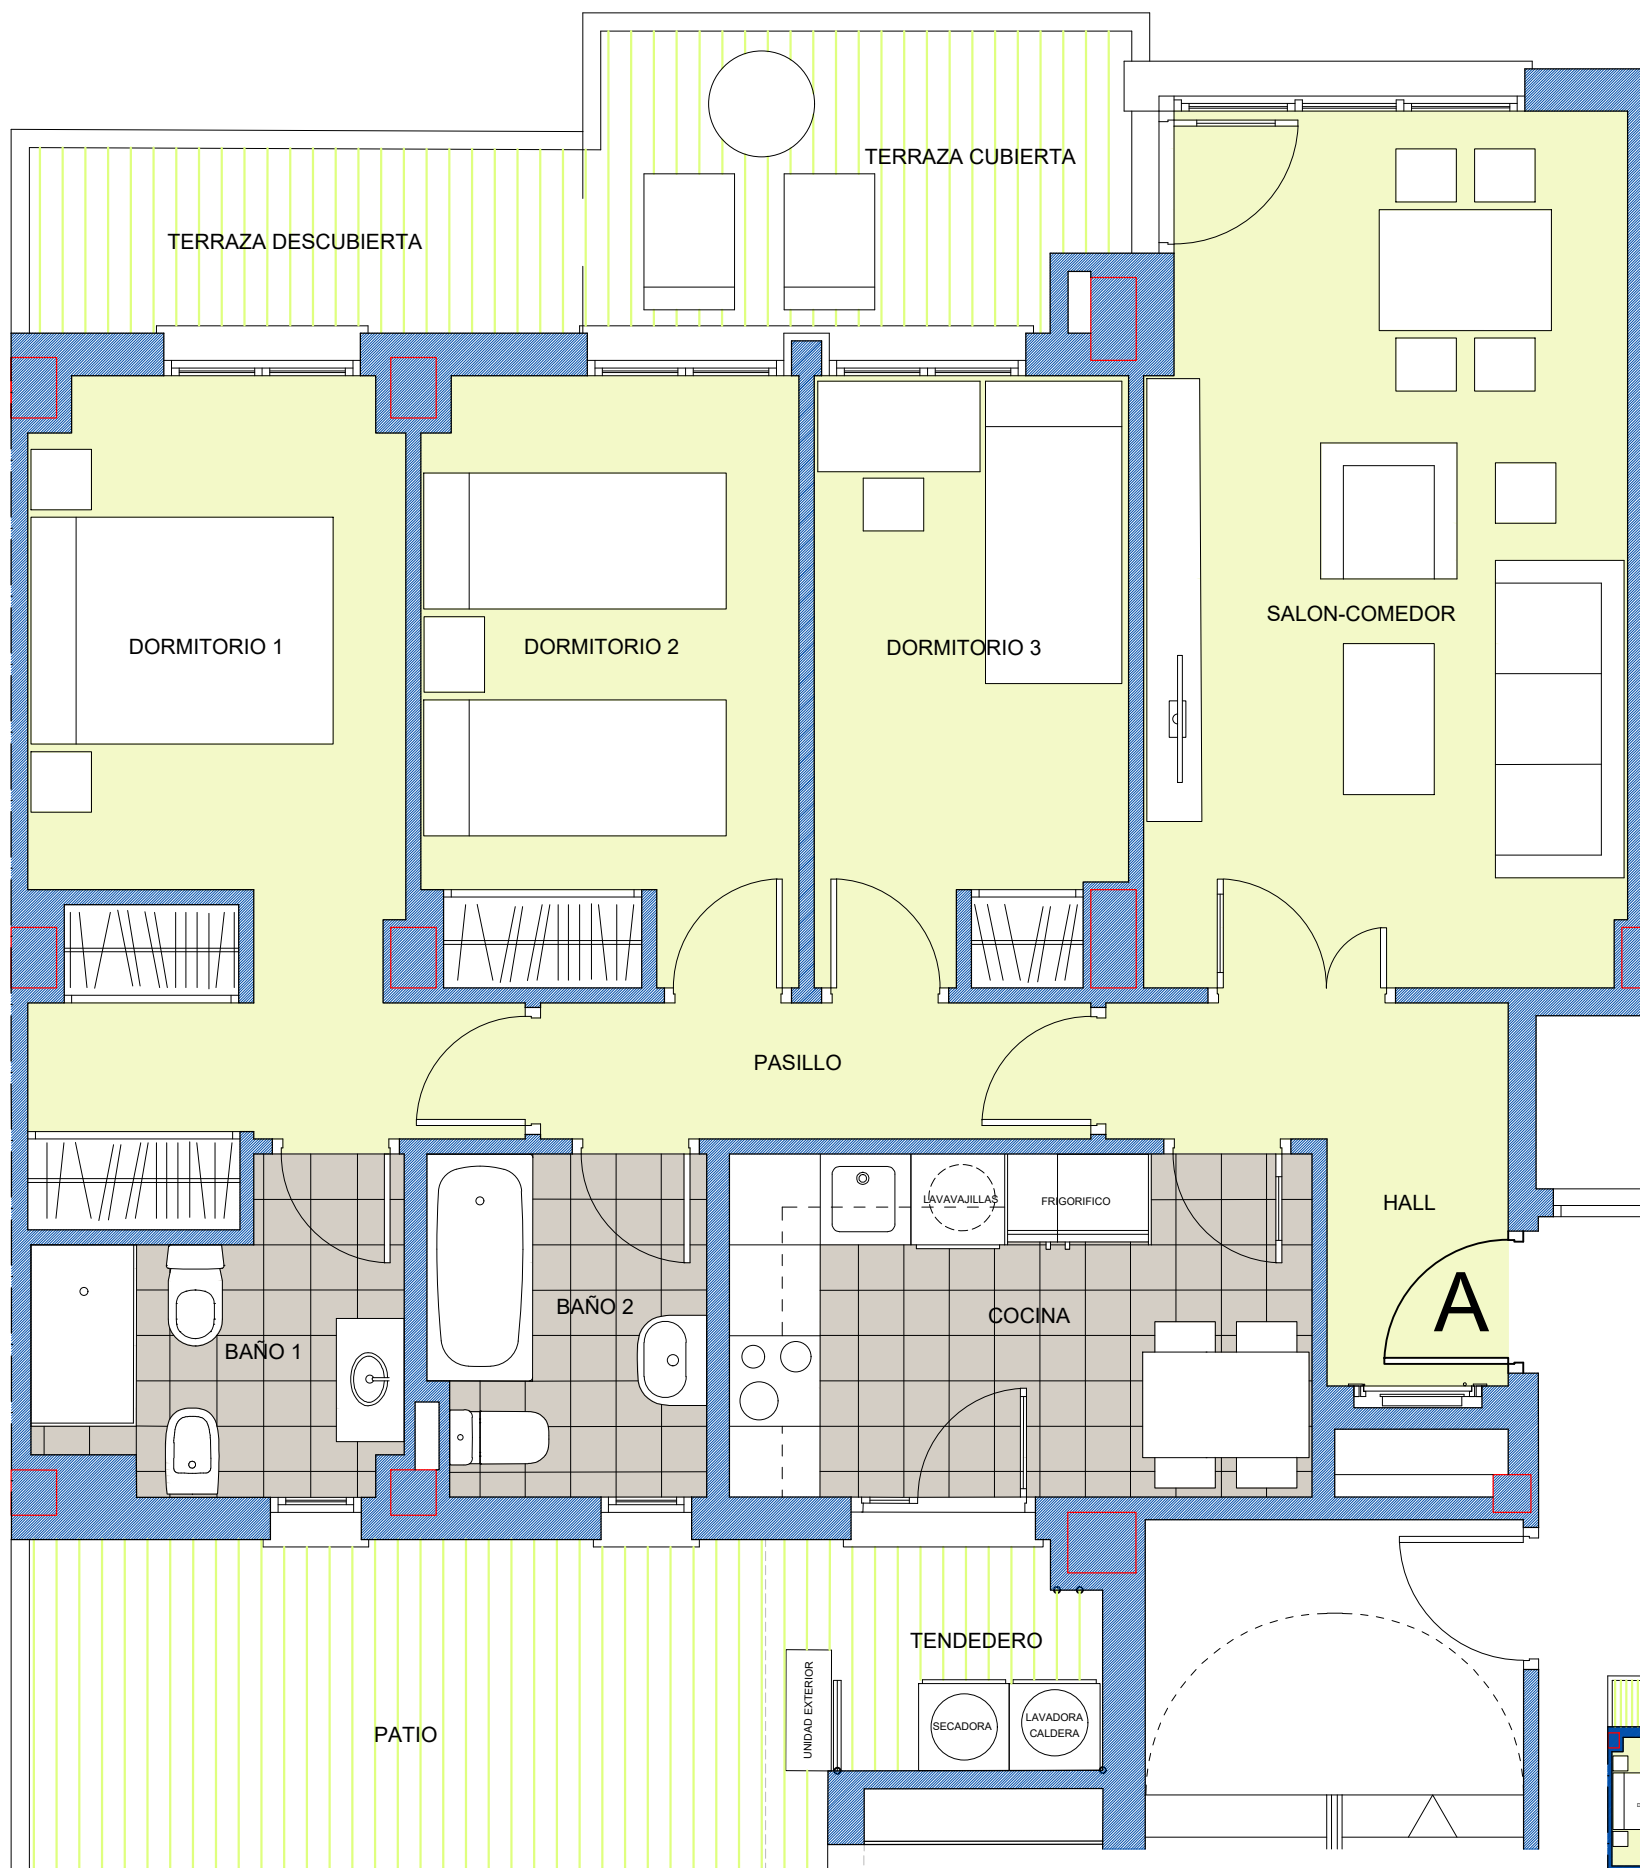 TERRAZA CUBIERTA
TERRAZA DESCUBIERTA
SALON-COMEDOR
DORMITORIO 1
DORMITORIO 2
DORMITORIO 3
PASILLO
LAVAVAJILLAS
FRIGORIFICO
HALL
A
BAÑO 2
COCINA
BAÑO 1
TENDEDERO
UNIDAD EXTERIOR
SECADORA
LAVADORA
CALDERA
PATIO